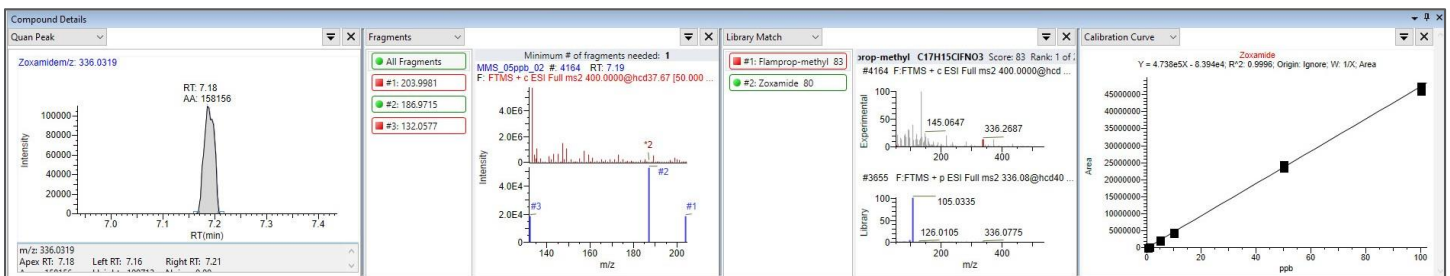 Compound Details
Quan Peak
Zoxamidem/z: 336.0319
RT: 7.18
AA: 158156
Intensity
100000
80000
60000
40000
20000
0
7.0 7.1 7.2 7.3 7.4
RT(min)
m/z: 336.0319
Apex RT: 7.18 Left RT: 7.16 Right RT: 7.21
Fragments
All Fragments
#1: 203.9981
#2: 186.9715
#3: 132.0577
Minimum # of fragments needed: 1
MMS_05ppb_02 #: 4164 RT: 7.19
F: FTMS + c ESI Full ms2 400.0000@hcd37.67 [50.000 ...
4.0E6
2.0E6
0
*2
Intensity
4.0E4
2.0E4
0
#3
#2
#1
140 160 180 200
m/z
Library Match
#1: Flamprop-methyl 83
#2: Zoxamide 80
prop-methyl C17H15ClFNO3 Score: 83 Rank: 1 of
#4164 F:FTMS + c ESI Full ms2 400.0000@hcd ...
Experimental
100
50
0
145.0647
336.2687
200 400
#3655 F:FTMS + p ESI Full ms2 336.08@hcd40 ...
Library
100
50
0
105.0335
126.0105
336.0775
200 400
m/z
Calibration Curve
Zoxamide
Y = 4.738e5X - 8.394e4; R^2: 0.9996; Origin: Ignore; W: 1/X; Area
Area
45000000
40000000
35000000
30000000
25000000
20000000
15000000
10000000
5000000
0
0 20 40 60 80 100
ppb